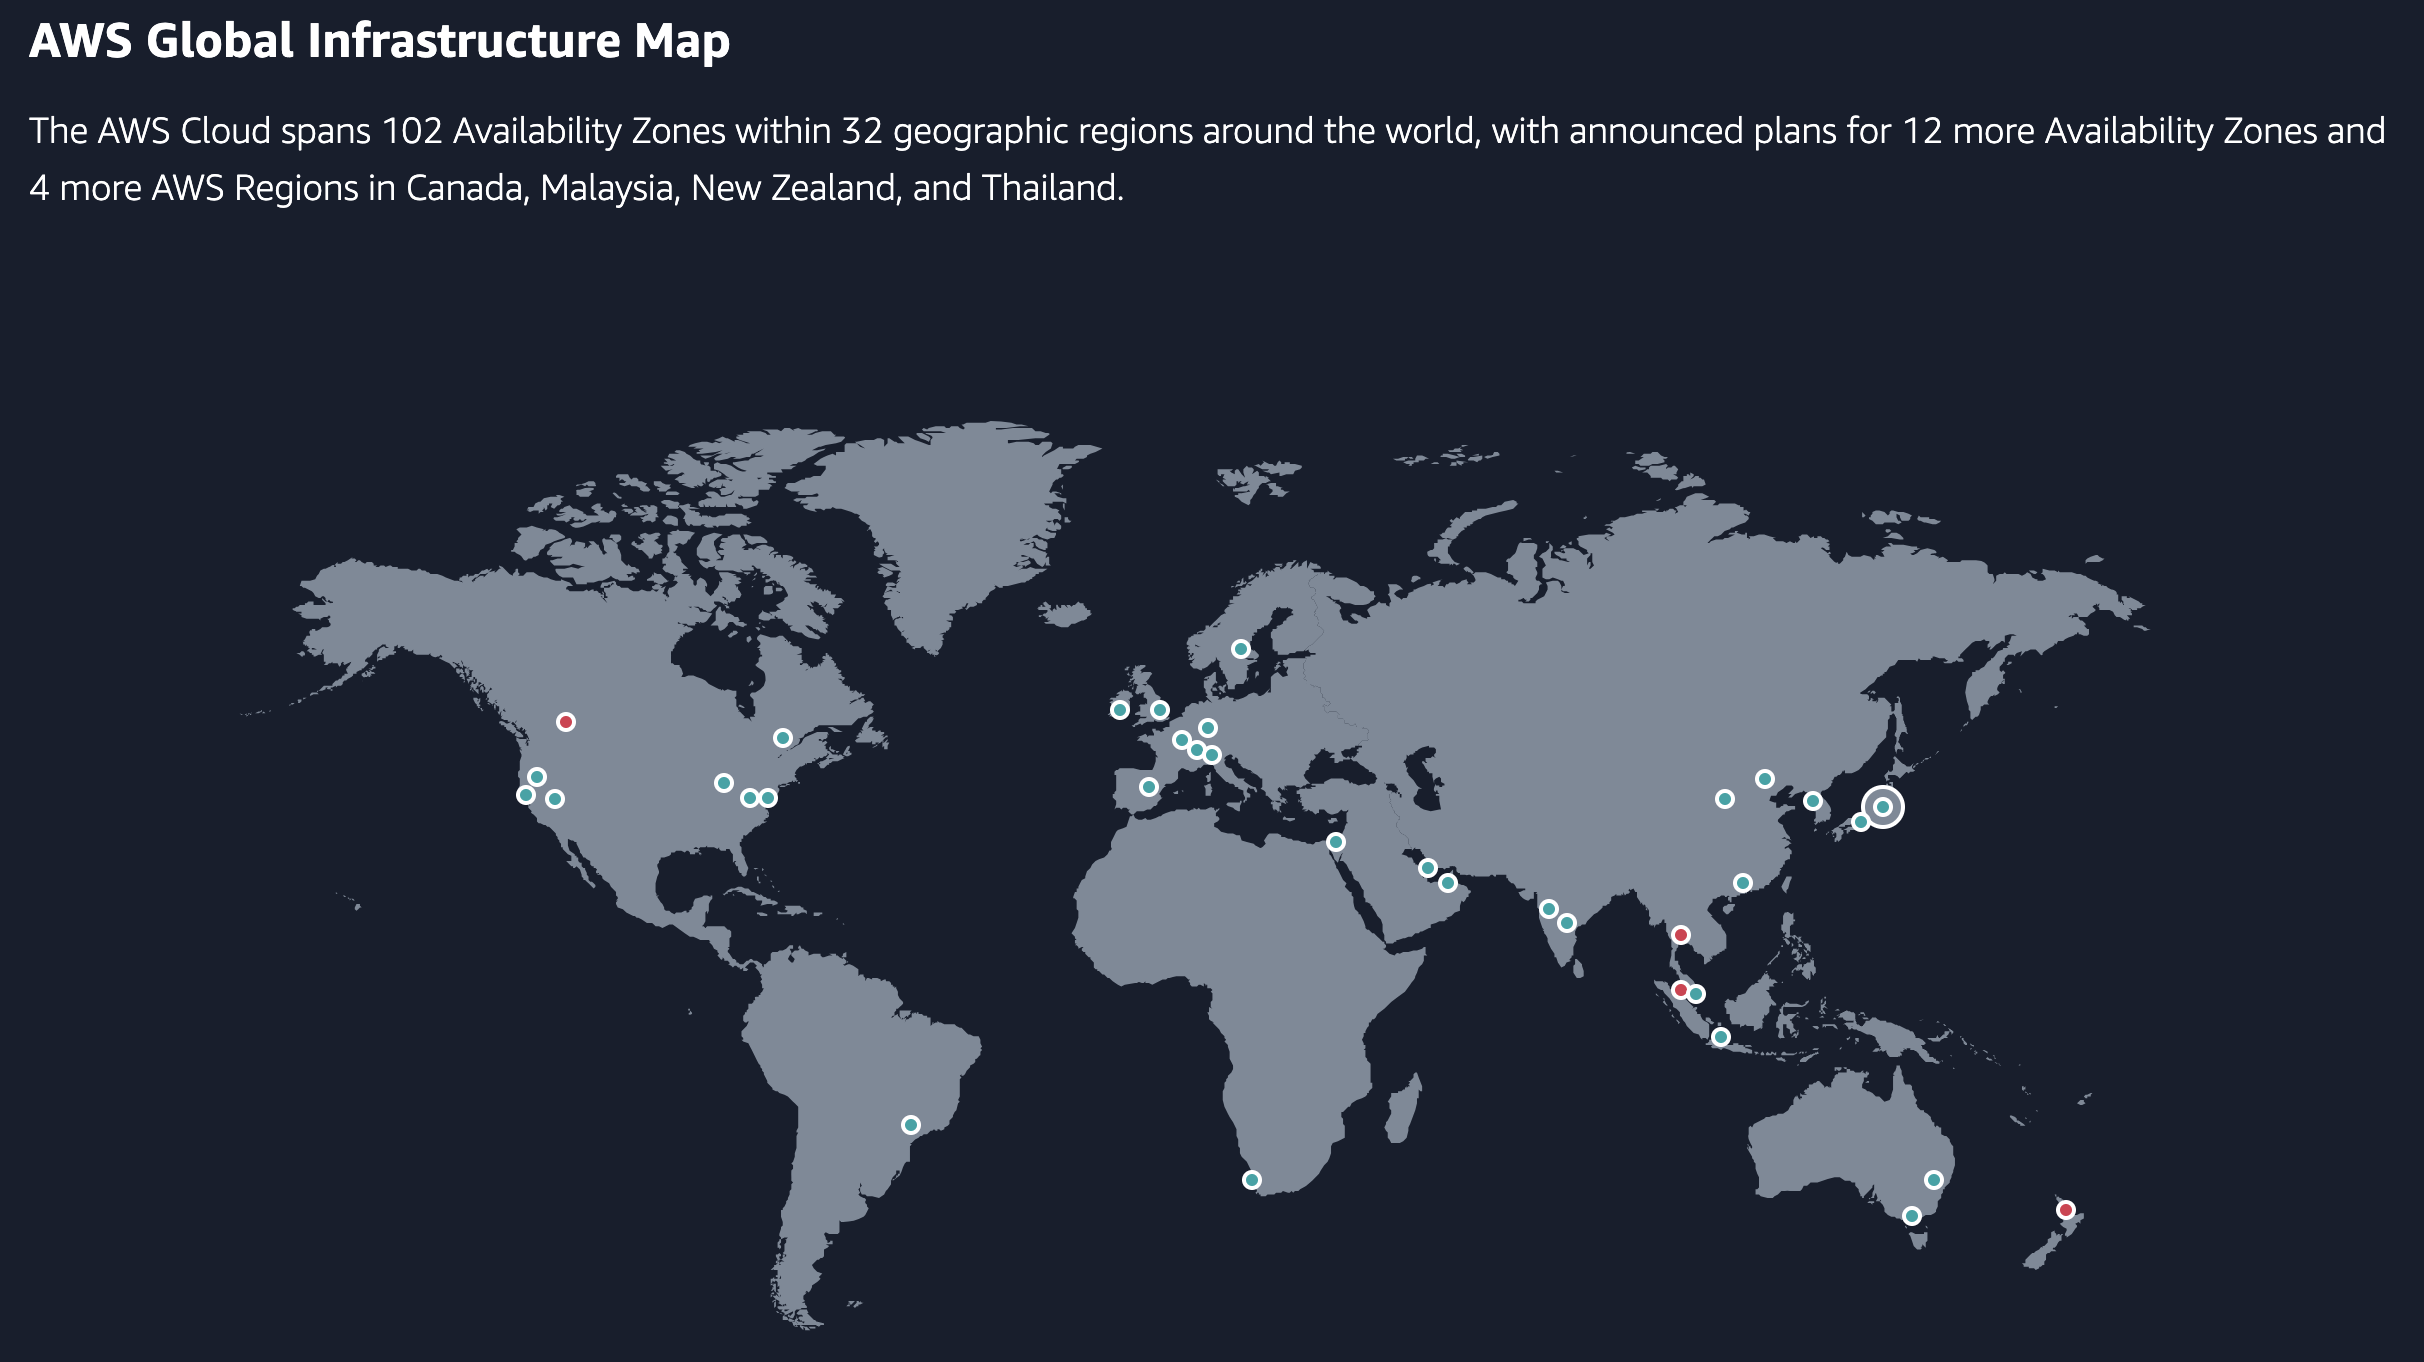 AWS Global Infrastructure Map
The AWS Cloud spans 102 Availability Zones within 32 geographic regions around the world, with announced plans for 12 more Availability Zones and
4 more AWS Regions in Canada, Malaysia, New Zealand, and Thailand.